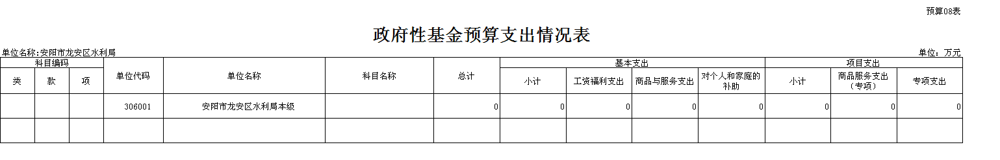 预算08表
政府性基金预算支出情况表
单位名称:安阳市龙安区水利局 单位：万元
科目编码 单位代码 单位名称 科目名称 总计 基本支出 项目支出
类 款 项 小计 工资福利支出 商品与服务支出 对个人和家庭的补助 小计 商品服务支出（专项） 专项支出
306001 安阳市龙安区水利局本级 0 0 0 0 0 0 0 0